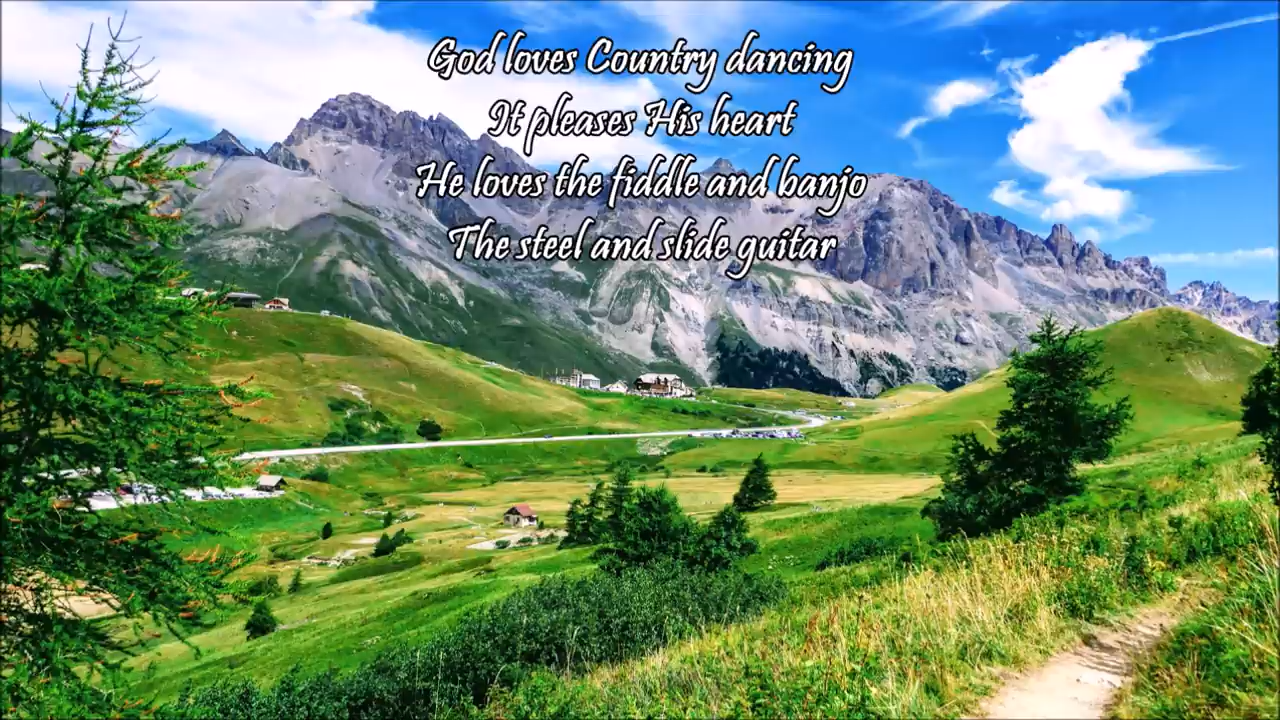 God loves Country dancing
It pleases His heart
He loves the fiddle and banjo
The steel and slide guitar